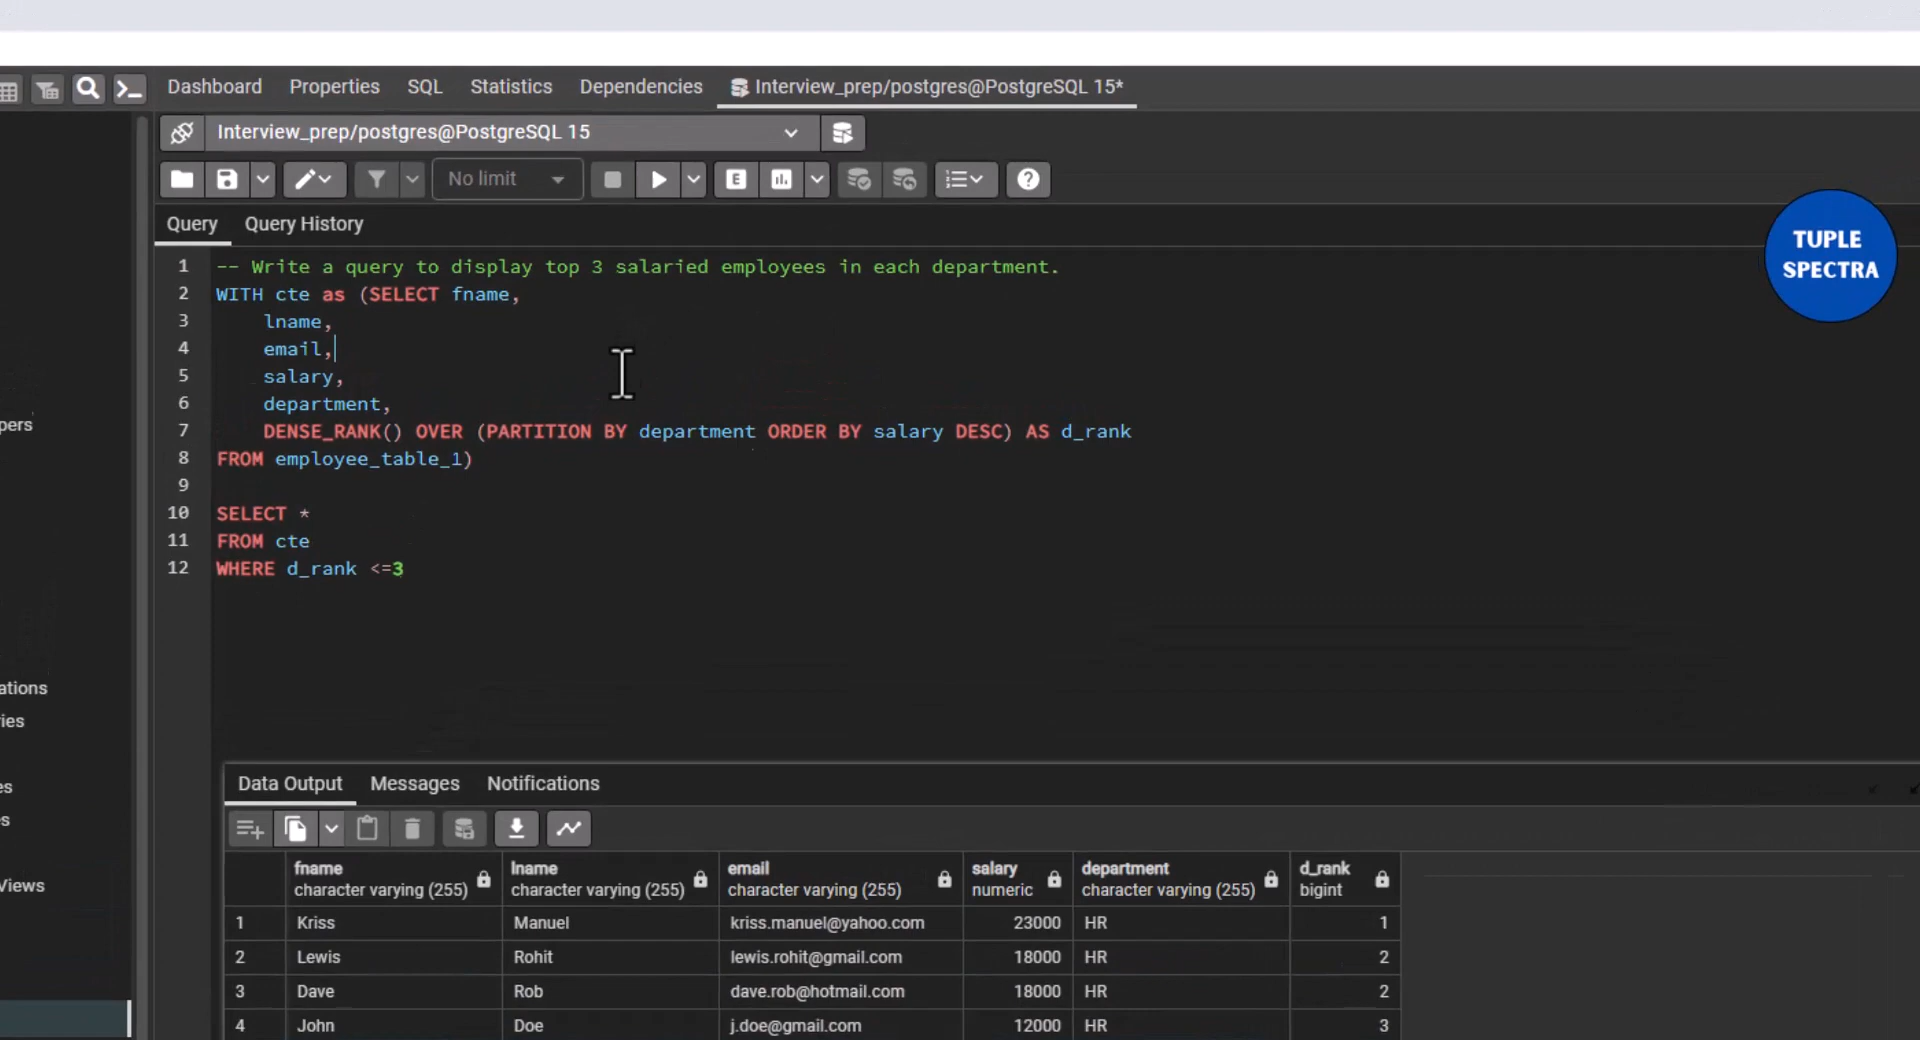 Dashboard Properties SQL Statistics Dependencies Interview_prep/postgres@PostgreSQL 15*
Interview_prep/postgres@PostgreSQL 15
No limit E
Query Query History
TUPLE
SPECTRA
1 -- Write a query to display top 3 salaried employees in each department.
2 WITH cte as (SELECT fname,
3 lname,
4 email,
5 salary,
6 department,
7 DENSE_RANK() OVER (PARTITION BY department ORDER BY salary DESC) AS d_rank
8 FROM employee_table_1)
9
10 SELECT *
11 FROM cte
12 WHERE d_rank <=3
pers
ations
ries
es
s
Views
Data Output Messages Notifications
fname lname email salary department d_rank
character varying (255) character varying (255) character varying (255) numeric character varying (255) bigint
1 Kriss Manuel kriss.manuel@yahoo.com 23000 HR 1
2 Lewis Rohit lewis.rohit@gmail.com 18000 HR 2
3 Dave Rob dave.rob@hotmail.com 18000 HR 2
4 John Doe j.doe@gmail.com 12000 HR 3